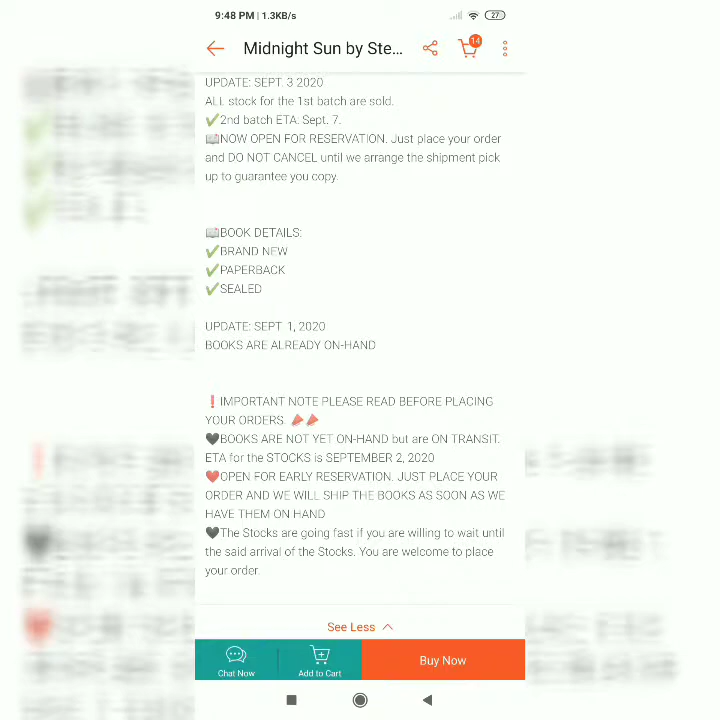 9:48 PM | 1.3KB/s
27
Midnight Sun by Ste...
14
UPDATE: SEPT. 3 2020
ALL stock for the 1st batch are sold.
✅2nd batch ETA: Sept. 7.
📖NOW OPEN FOR RESERVATION. Just place your order
and DO NOT CANCEL until we arrange the shipment pick
up to guarantee you copy.
📖BOOK DETAILS:
✅BRAND NEW
✅PAPERBACK
✅SEALED
UPDATE: SEPT 1, 2020
BOOKS ARE ALREADY ON-HAND
❗IMPORTANT NOTE PLEASE READ BEFORE PLACING
YOUR ORDERS. 📣📣
🖤BOOKS ARE NOT YET ON-HAND but are ON TRANSIT.
ETA for the STOCKS is SEPTEMBER 2, 2020
❤️OPEN FOR EARLY RESERVATION. JUST PLACE YOUR
ORDER AND WE WILL SHIP THE BOOKS AS SOON AS WE
HAVE THEM ON HAND
🖤The Stocks are going fast if you are willing to wait until
the said arrival of the Stocks. You are welcome to place
your order.
See Less
Chat Now
Add to Cart
Buy Now